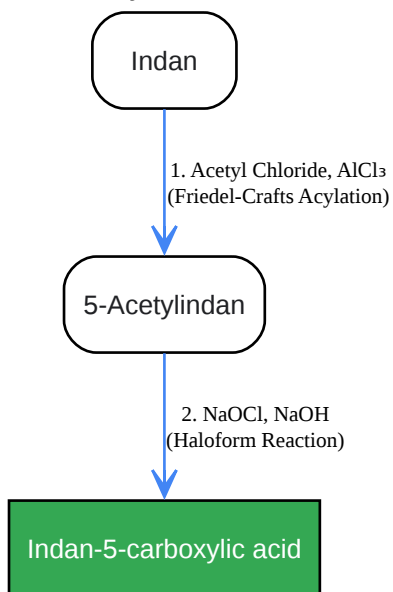 Indan
1. Acetyl Chloride, AlCl₃
(Friedel-Crafts Acylation)
5-Acetylindan
2. NaOCl, NaOH
(Haloform Reaction)
Indan-5-carboxylic acid